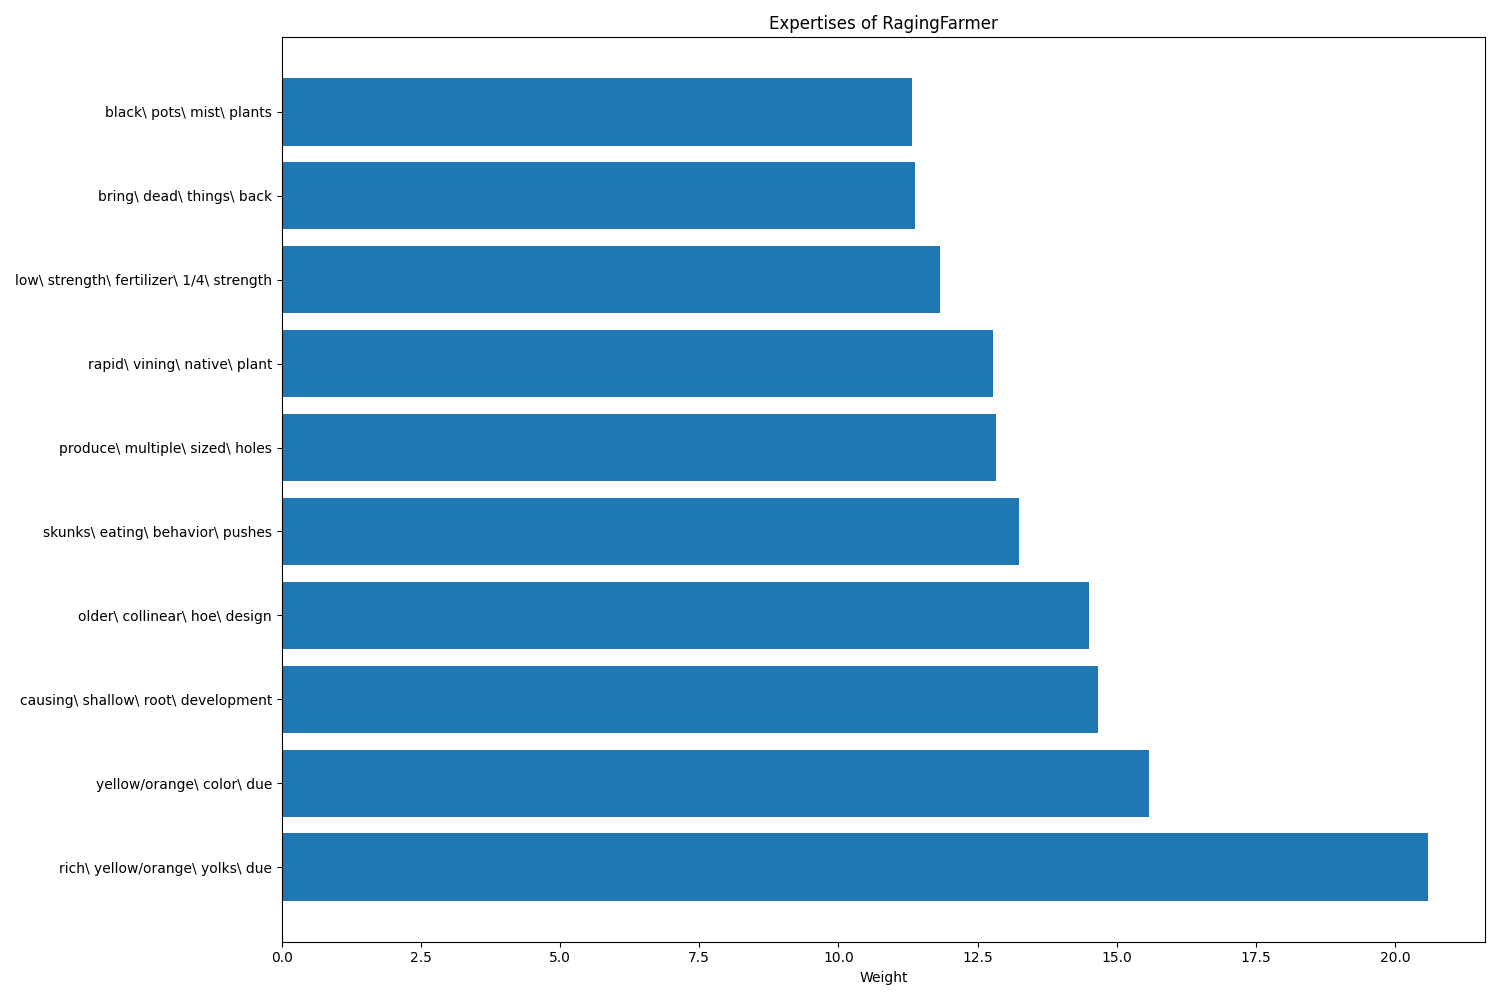 Expertises of RagingFarmer
black\ pots\ mist\ plants
bring\ dead\ things\ back
low\ strength\ fertilizer\ 1/4\ strength
rapid\ vining\ native\ plant
produce\ multiple\ sized\ holes
skunks\ eating\ behavior\ pushes
older\ collinear\ hoe\ design
causing\ shallow\ root\ development
yellow/orange\ color\ due
rich\ yellow/orange\ yolks\ due
0.0 2.5 5.0 7.5 10.0 12.5 15.0 17.5 20.0
Weight